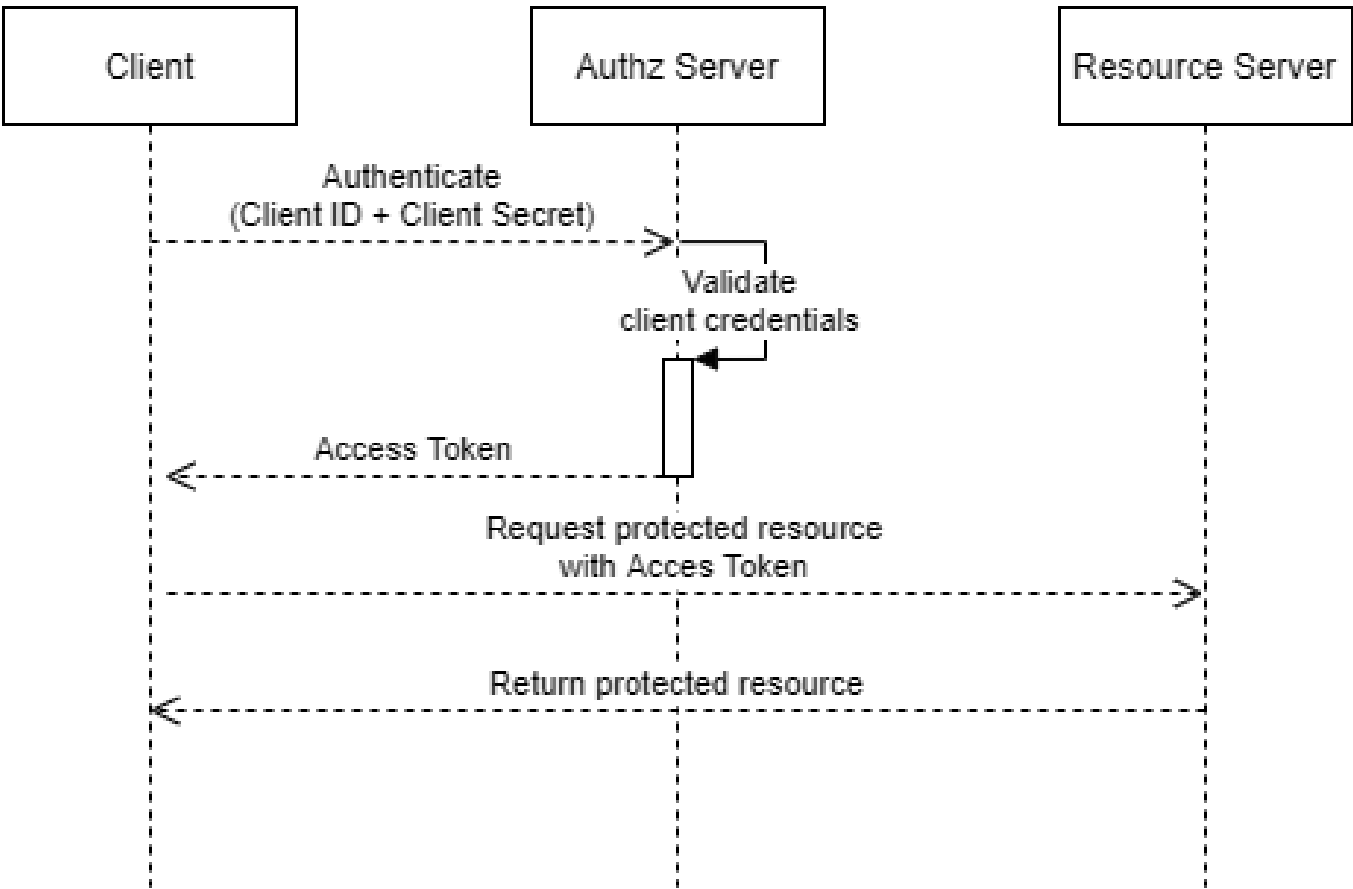 Client
Authz Server
Resource Server
Authenticate
(Client ID + Client Secret)
Validate
client credentials
Access Token
Request protected resource
with Acces Token
Return protected resource